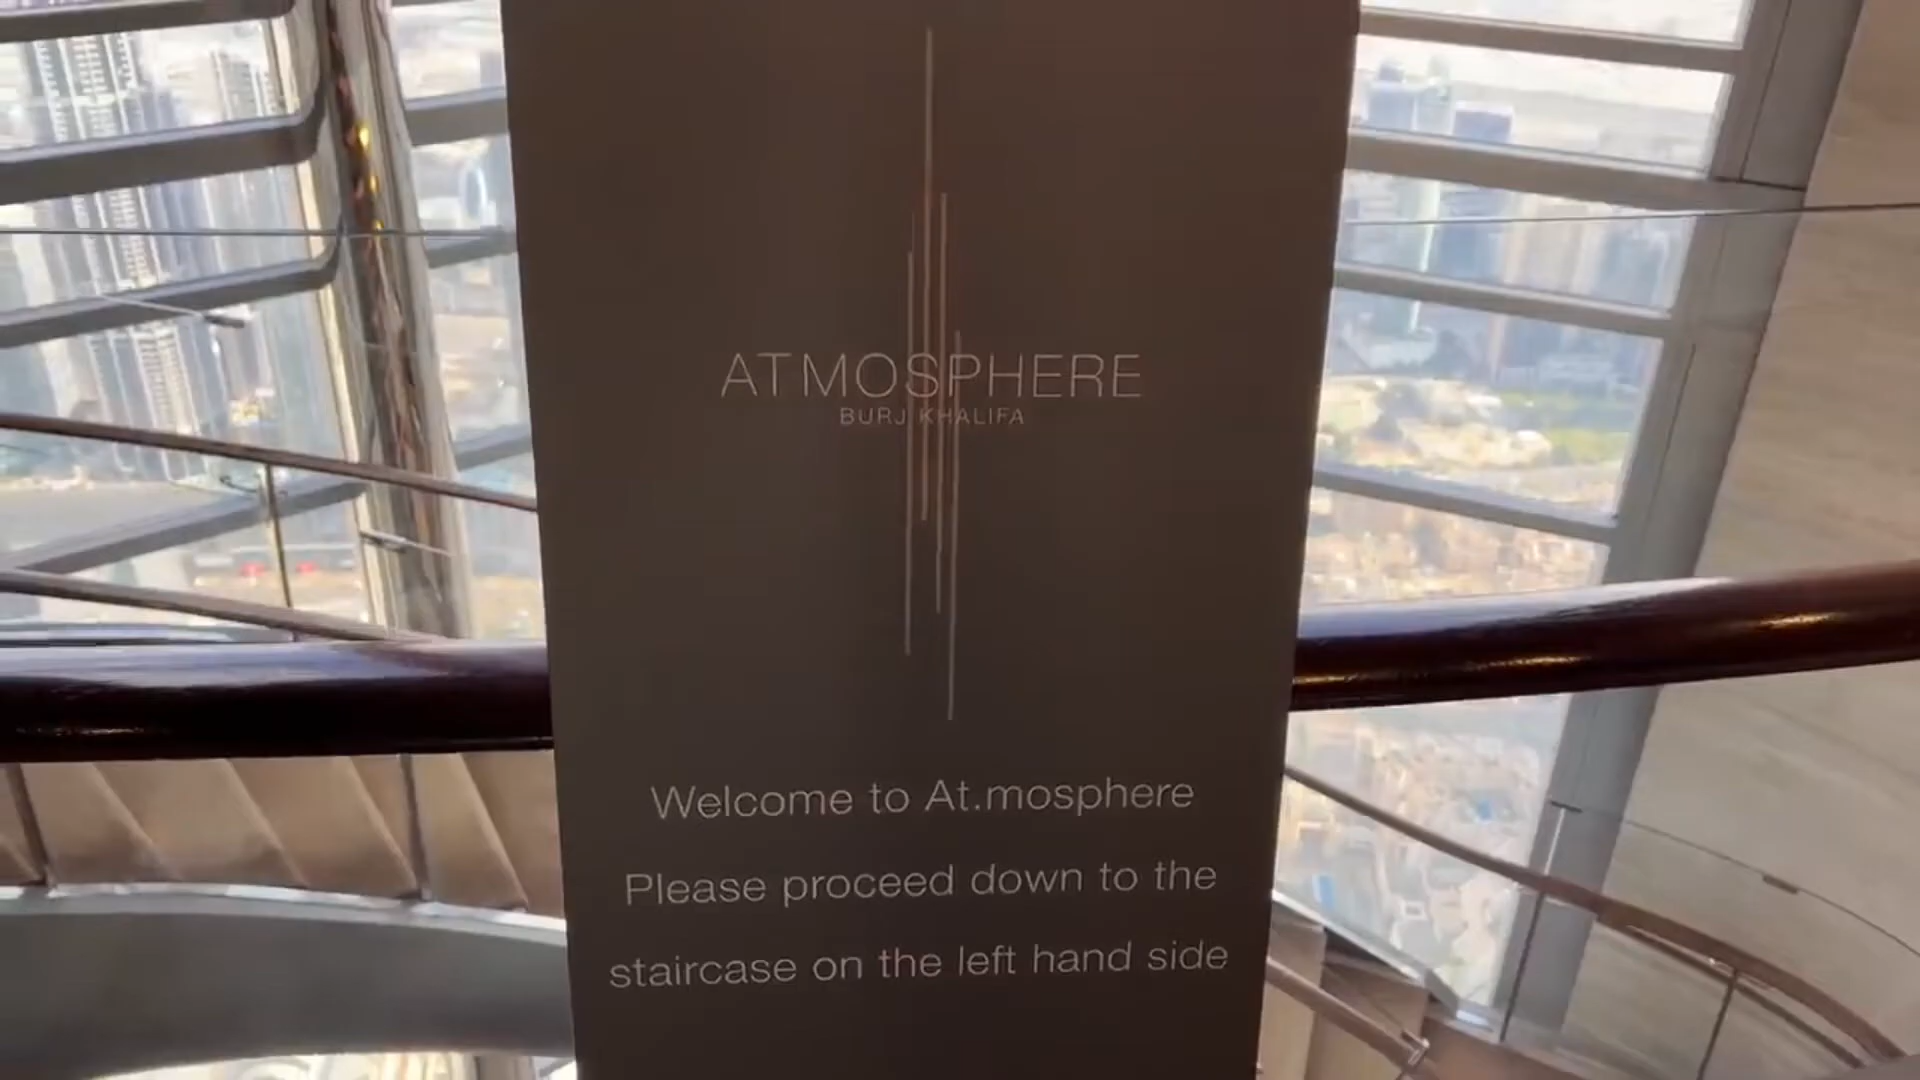 ATMOSPHERE
BURJ KHALIFA
Welcome to At.mosphere
Please proceed down to the
staircase on the left hand side